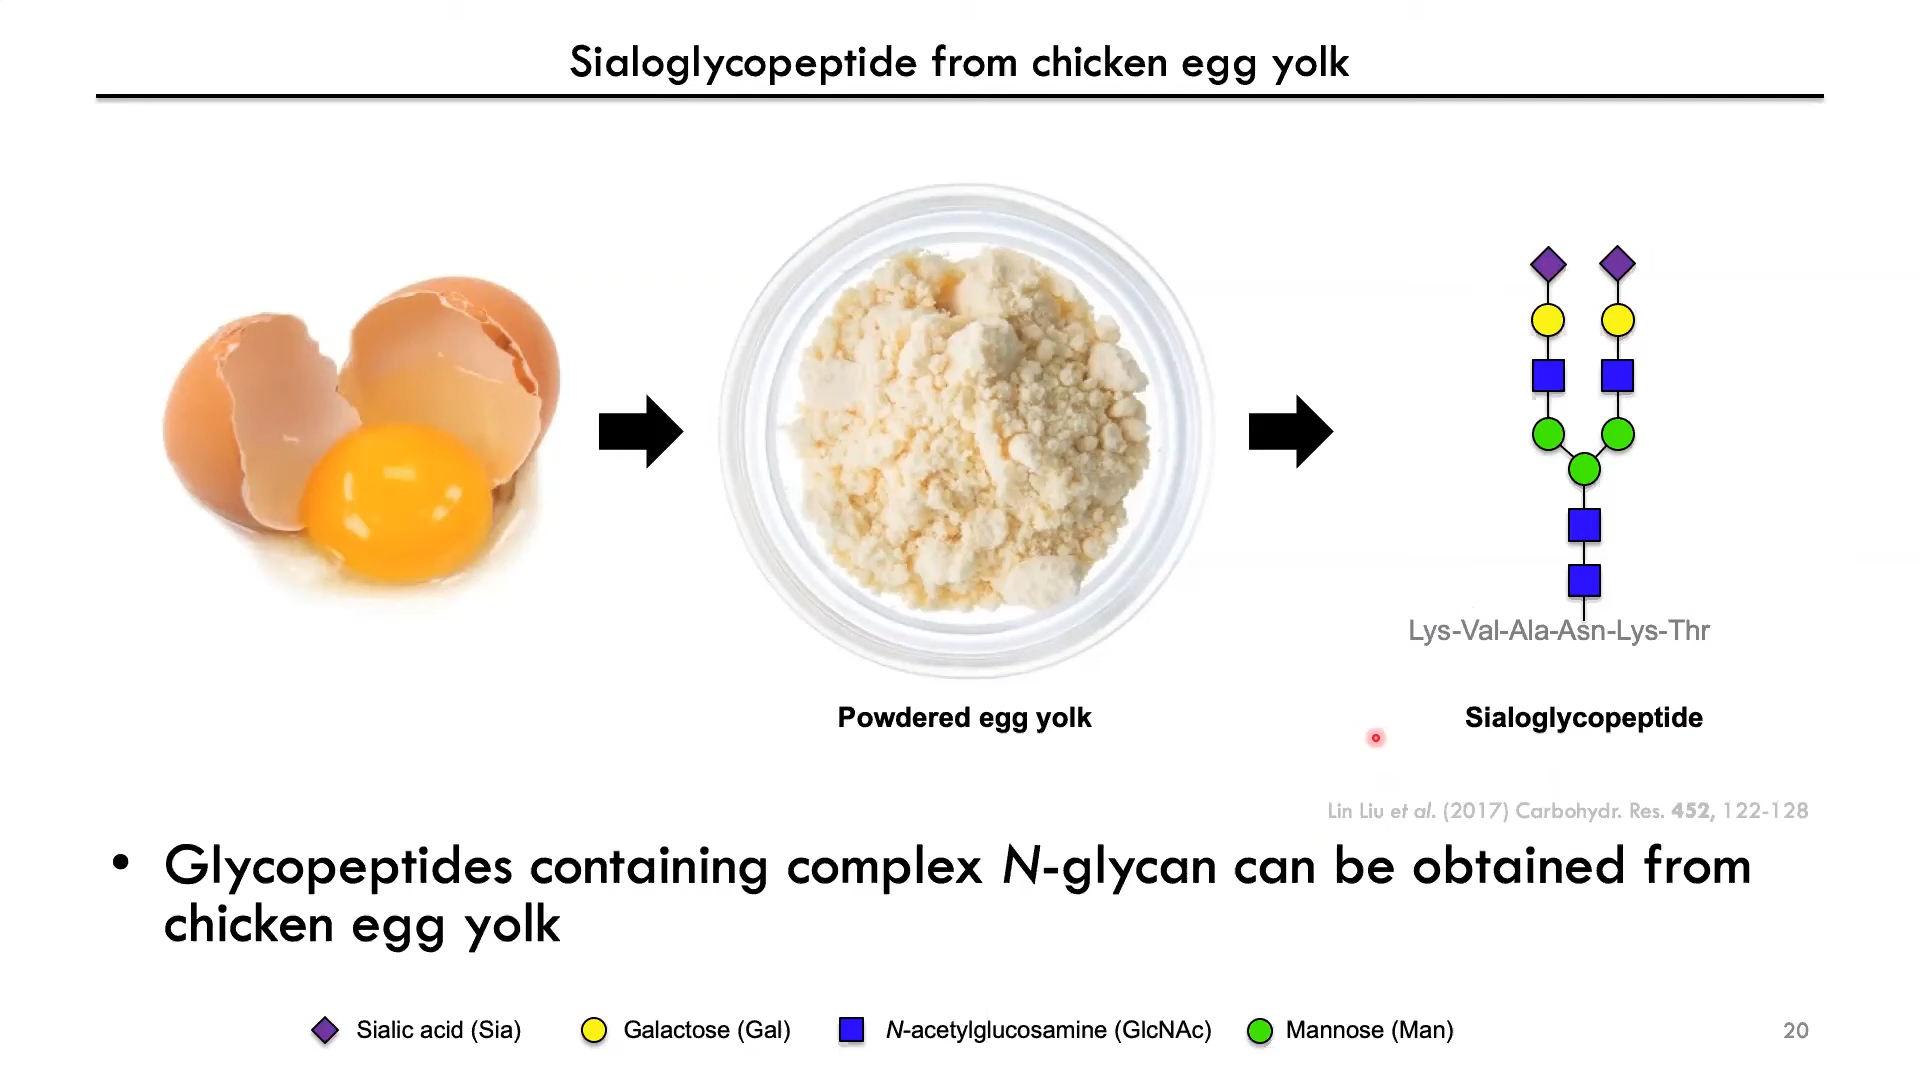 Sialoglycopeptide from chicken egg yolk
Lys-Val-Ala-Asn-Lys-Thr
Powdered egg yolk
Sialoglycopeptide
Lin Liu et al. (2017) Carbohydr. Res. 452, 122-128
• Glycopeptides containing complex N-glycan can be obtained from
chicken egg yolk
Sialic acid (Sia)
Galactose (Gal)
N-acetylglucosamine (GlcNAc)
Mannose (Man)
20